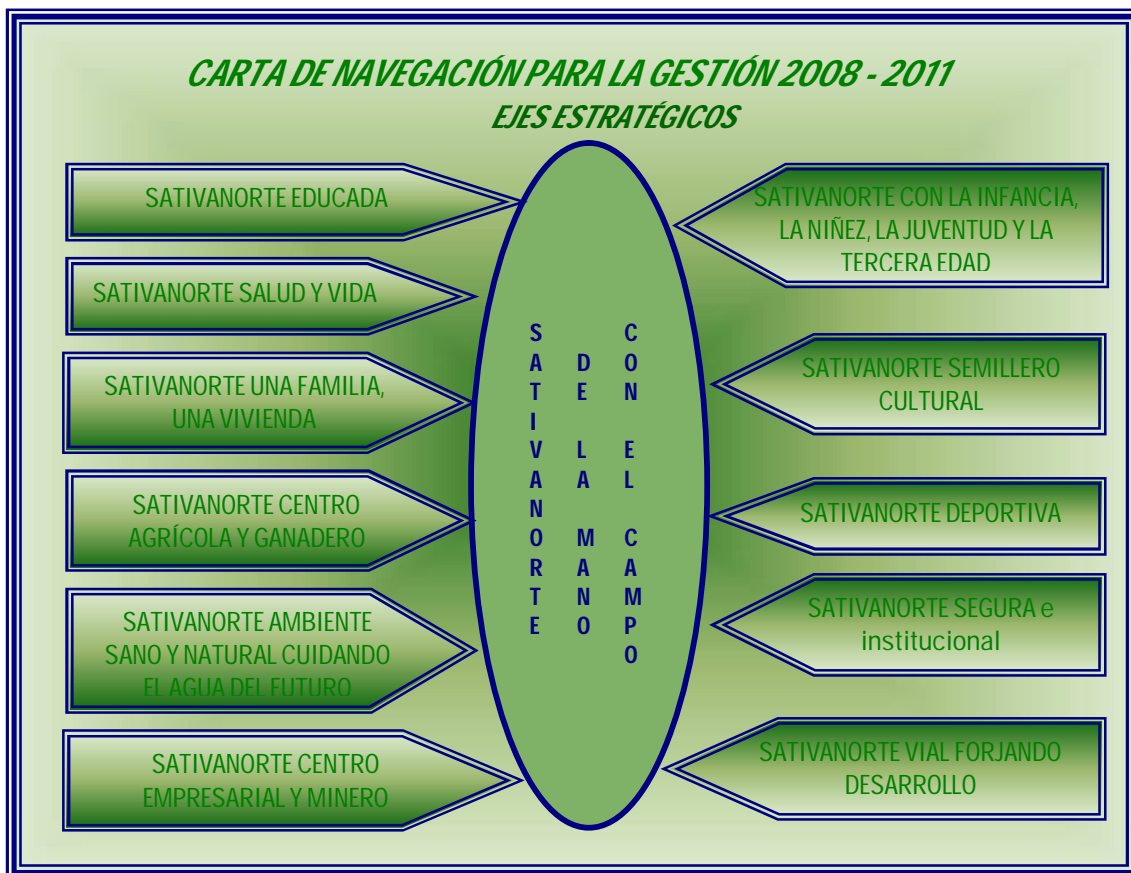 CARTA DE NAVEGACIÓN PARA LA GESTIÓN 2008 - 2011
EJES ESTRATÉGICOS
SATIVANORTE EDUCADA
SATIVANORTE SALUD Y VIDA
SATIVANORTE UNA FAMILIA,
UNA VIVIENDA
SATIVANORTE CENTRO
AGRÍCOLA Y GANADERO
SATIVANORTE AMBIENTE
SANO Y NATURAL CUIDANDO
EL AGUA DEL FUTURO
SATIVANORTE CENTRO
EMPRESARIAL Y MINERO
SATIVANORTE
DE LA MANO
CON EL CAMPO
SATIVANORTE CON LA INFANCIA,
LA NIÑEZ, LA JUVENTUD Y LA
TERCERA EDAD
SATIVANORTE SEMILLERO
CULTURAL
SATIVANORTE DEPORTIVA
SATIVANORTE SEGURA e
institucional
SATIVANORTE VIAL FORJANDO
DESARROLLO